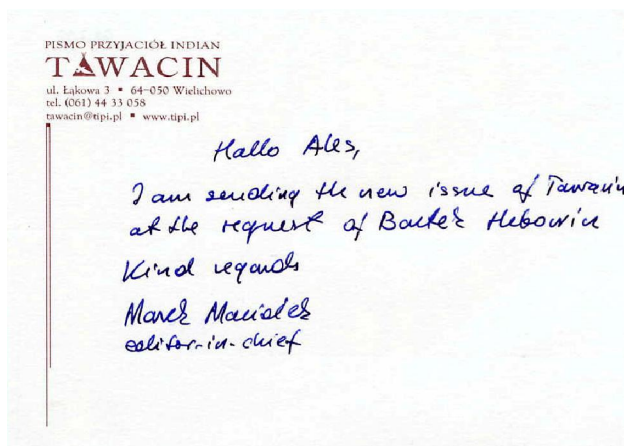 PISMO PRZYJACIÓŁ INDIAN
TAWACIN
ul. Łąkowa 3 ▪ 64-050 Wielichowo
tel. (061) 44 33 058
tawacin@tipi.pl ▪ www.tipi.pl
Hallo Ales,
I am sending the new issue of Tawacin
at the request of
Kind regards
Marek Maciołek
editor-in-chief